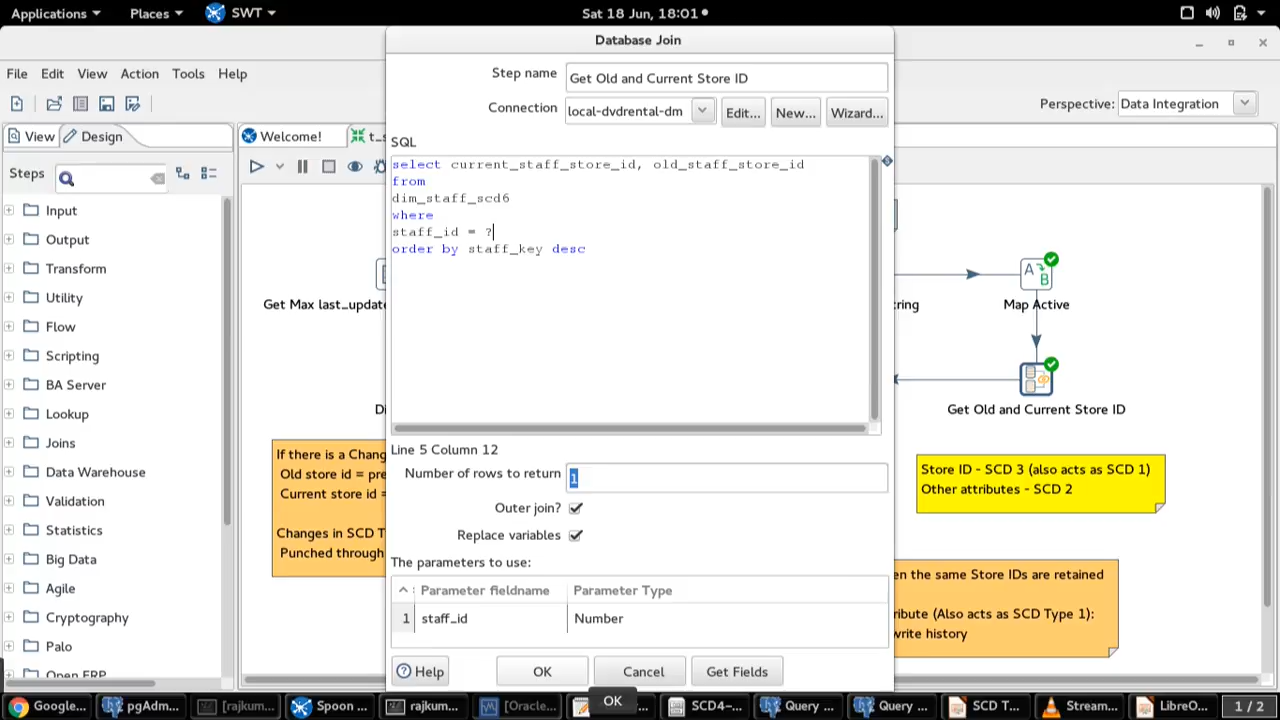 Applications
Places
SWT
Sat 18 Jun, 18:01
Database Join
File Edit View Action Tools Help
Perspective: Data Integration
View Design
Welcome! t_s
Steps
Input
Output
Transform
Utility
Flow
Scripting
BA Server
Lookup
Joins
Data Warehouse
Validation
Statistics
Big Data
Agile
Cryptography
Palo
Open ERP
Get Max last_update
Di
If there is a Chang
Old store id = pre
Current store id =
Changes in SCD T
Punched through
Step name Get Old and Current Store ID
Connection local-dvdrental-dm Edit... New... Wizard...
SQL
select current_staff_store_id, old_staff_store_id
from
dim_staff_scd6
where
staff_id = ?
order by staff_key desc
Line 5 Column 12
Number of rows to return 1
Outer join?
Replace variables
The parameters to use:
Parameter fieldname Parameter Type
1 staff_id Number
Help OK Cancel Get Fields
ring
A B
Map Active
Get Old and Current Store ID
Store ID - SCD 3 (also acts as SCD 1)
Other attributes - SCD 2
en the same Store IDs are retained
ribute (Also acts as SCD Type 1):
write history
Google... pgAdm... [rajkum... Spoon ... rajkum... [Oracle... OK ... SCD4-... Query ... Query ... SCD T... Stream... LibreO... 1 / 2